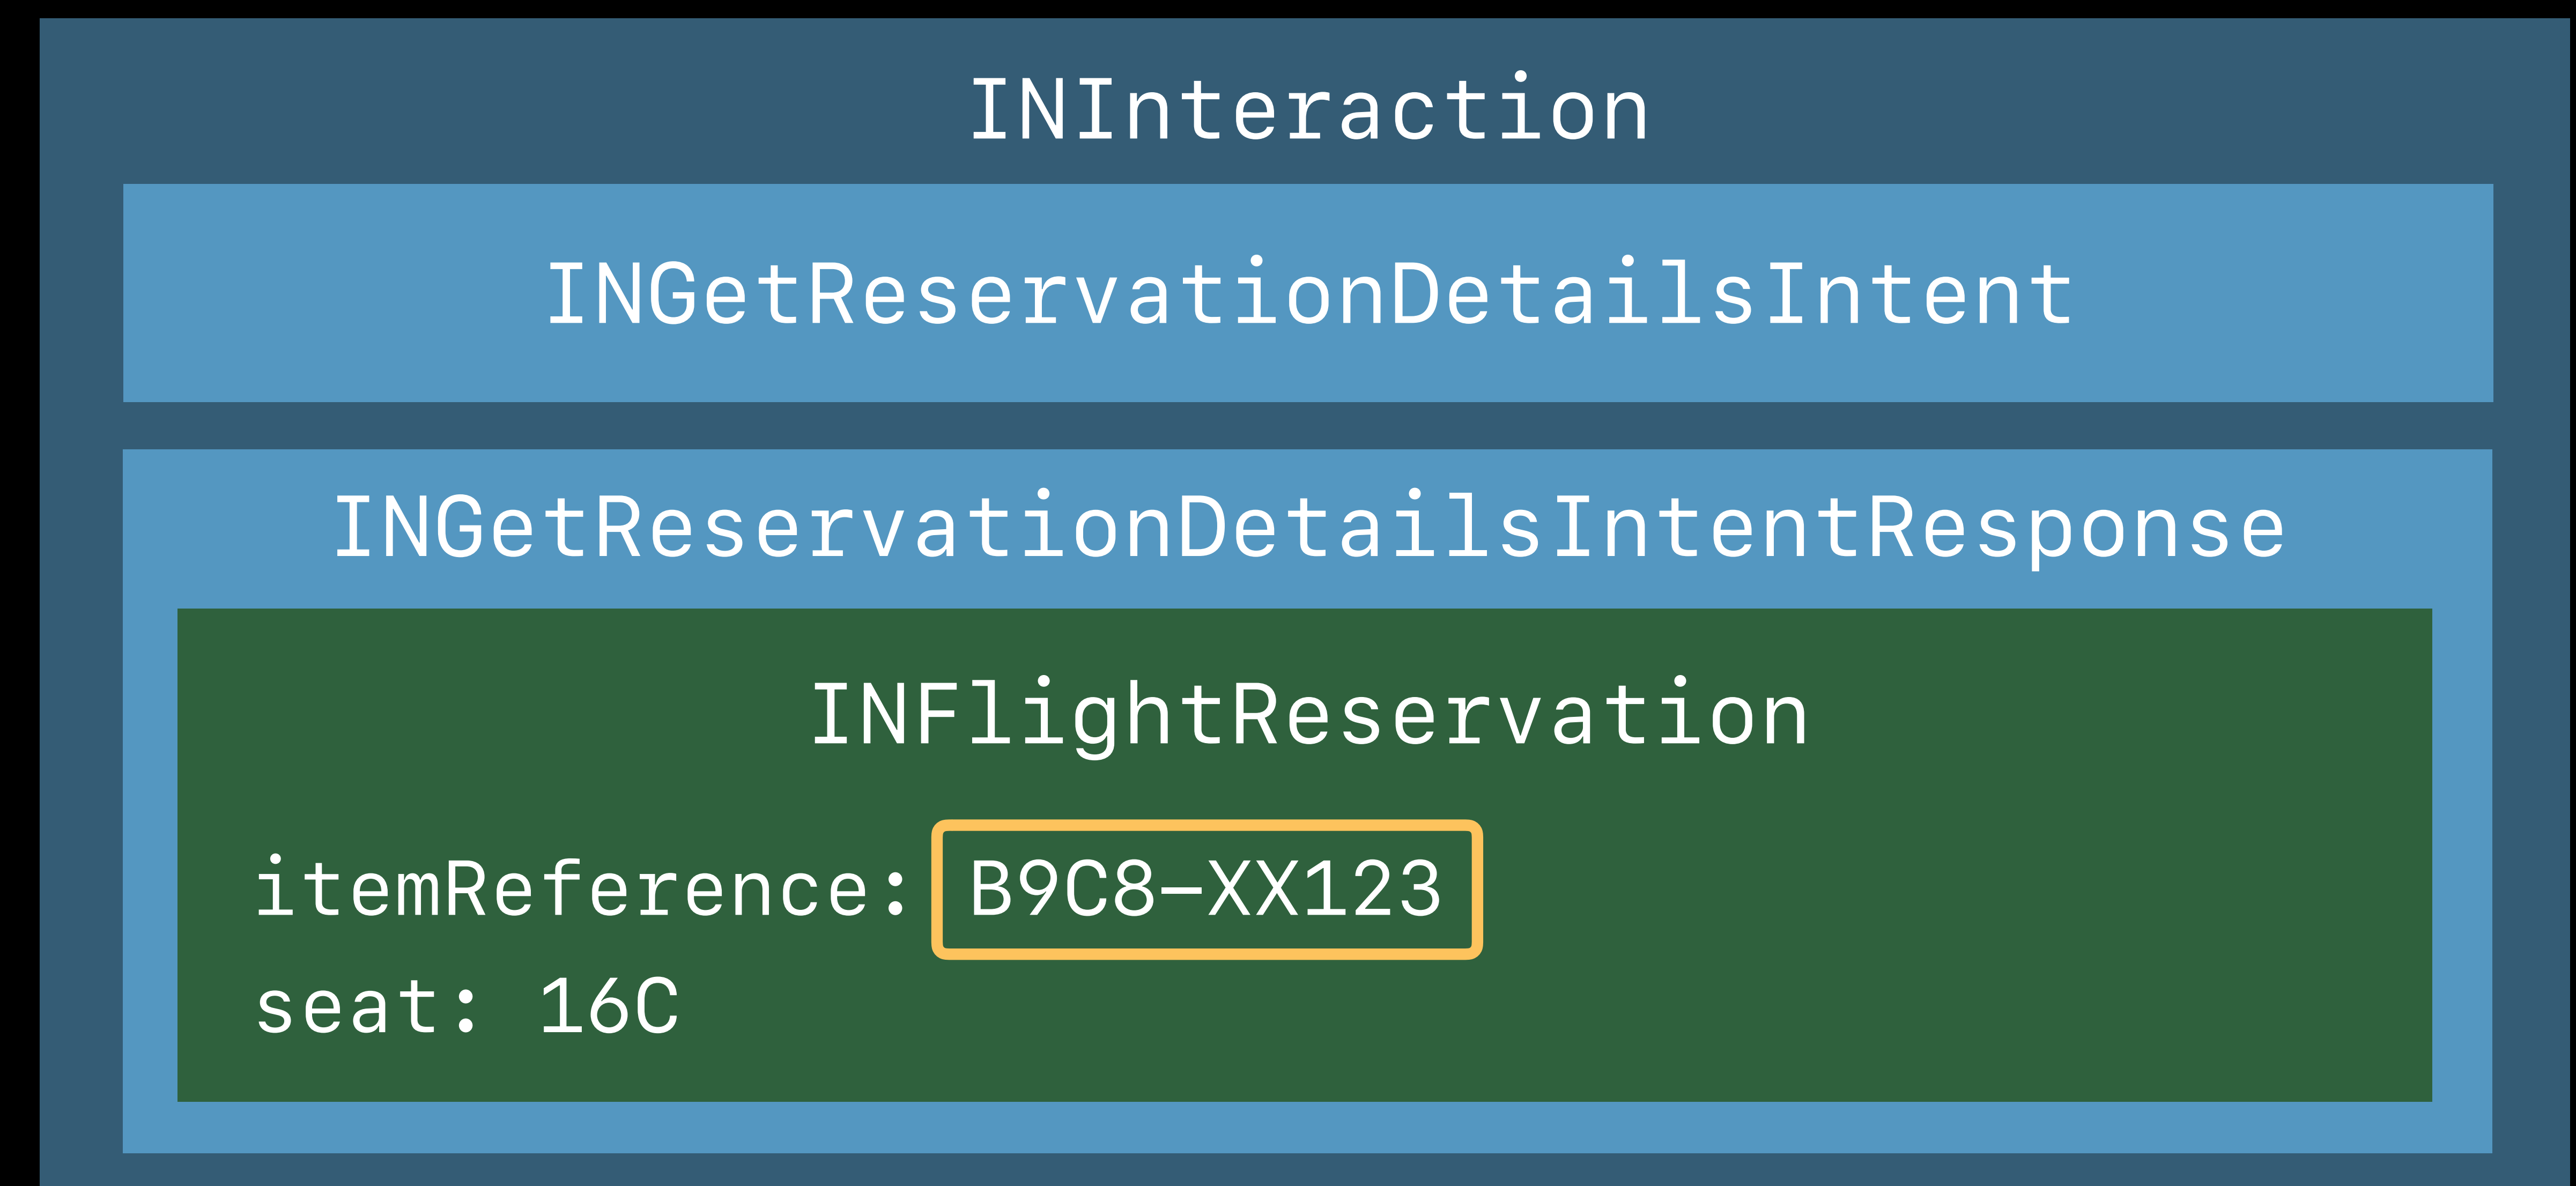 INInteraction
INGetReservationDetailsIntent
INGetReservationDetailsIntentResponse
INFlightReservation
itemReference: B9C8–XX123
seat: 16C